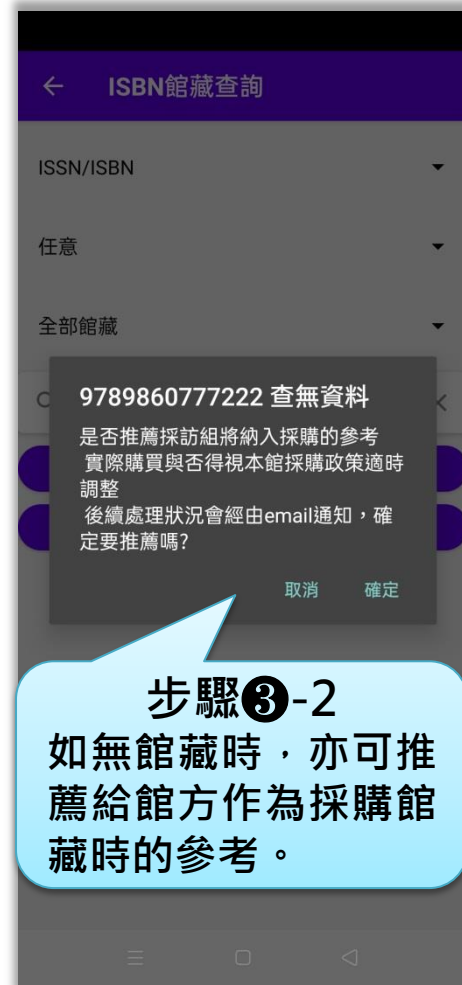 ISBN館藏查詢
ISSN/ISBN
任意
全部館藏
9789860777222 查無資料
是否推薦採訪組將納入採購的參考
實際購買與否得視本館採購政策適時
調整
後續處理狀況會經由email通知，確
定要推薦嗎?
取消 確定
步驟❸-2
如無館藏時，亦可推
薦給館方作為採購館
藏時的參考。